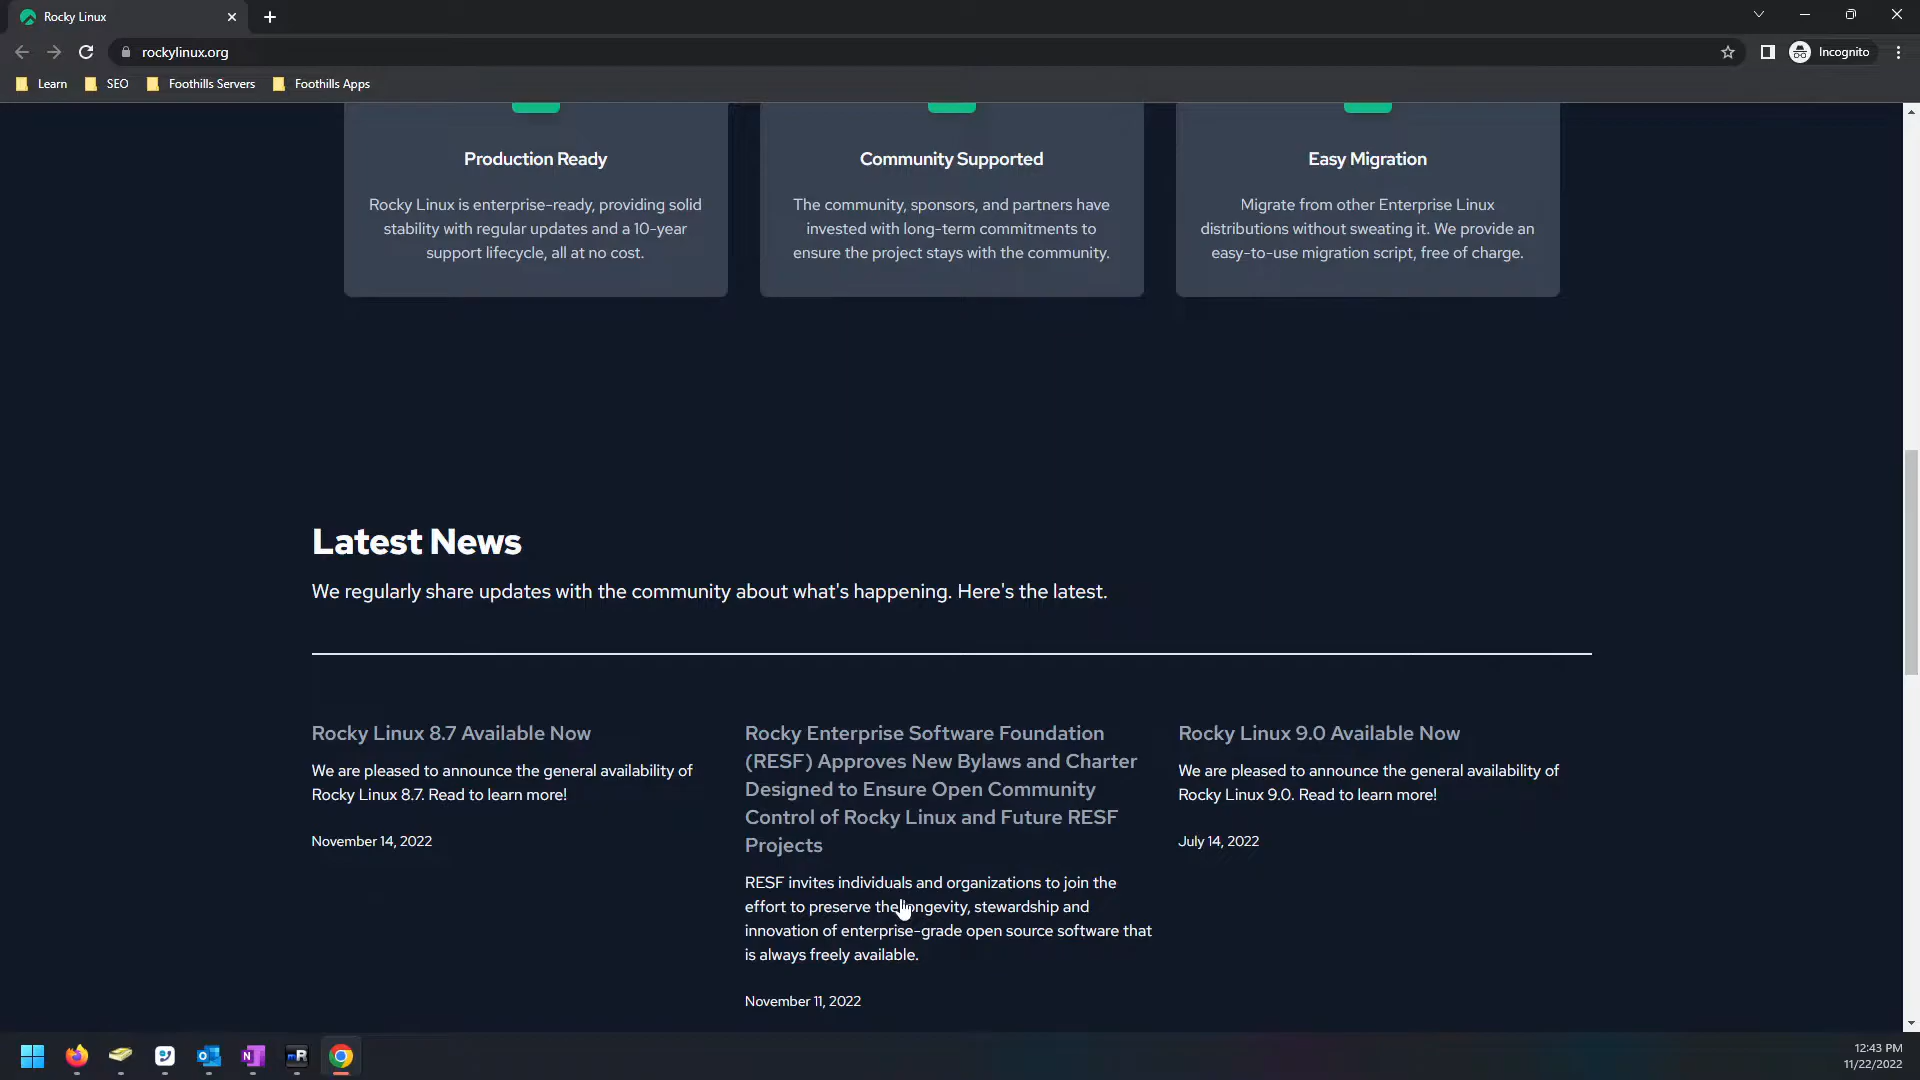 Rocky Linux
rockylinux.org
Incognito
Learn
SEO
Foothills Servers
Foothills Apps
Production Ready
Rocky Linux is enterprise-ready, providing solid
stability with regular updates and a 10-year
support lifecycle, all at no cost.
Community Supported
The community, sponsors, and partners have
invested with long-term commitments to
ensure the project stays with the community.
Easy Migration
Migrate from other Enterprise Linux
distributions without sweating it. We provide an
easy-to-use migration script, free of charge.
Latest News
We regularly share updates with the community about what's happening. Here's the latest.
Rocky Linux 8.7 Available Now
We are pleased to announce the general availability of
Rocky Linux 8.7. Read to learn more!
November 14, 2022
Rocky Enterprise Software Foundation
(RESF) Approves New Bylaws and Charter
Designed to Ensure Open Community
Control of Rocky Linux and Future RESF
Projects
RESF invites individuals and organizations to join the
effort to preserve the longevity, stewardship and
innovation of enterprise-grade open source software that
is always freely available.
November 11, 2022
Rocky Linux 9.0 Available Now
We are pleased to announce the general availability of
Rocky Linux 9.0. Read to learn more!
July 14, 2022
12:43 PM
11/22/2022